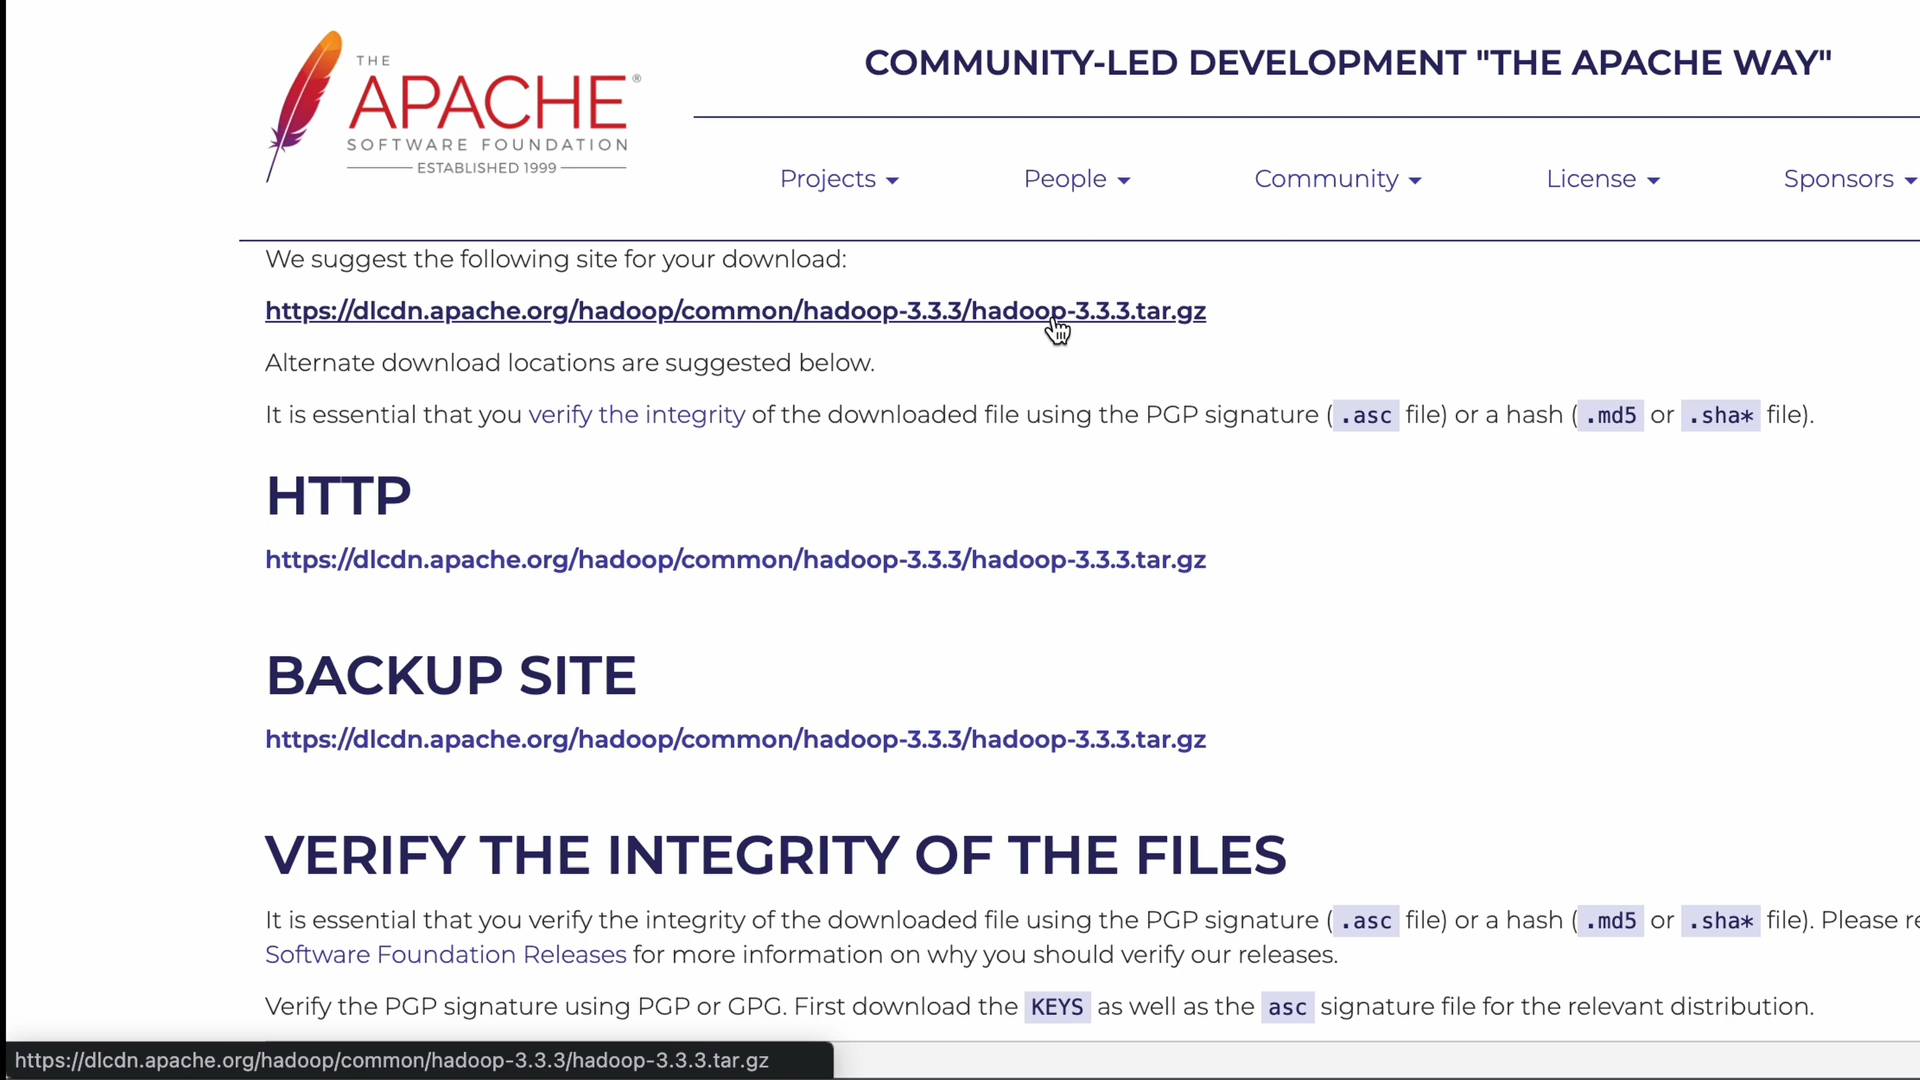 THE
APACHE®
SOFTWARE FOUNDATION
ESTABLISHED 1999
COMMUNITY-LED DEVELOPMENT "THE APACHE WAY"
Projects People Community License Sponsors
We suggest the following site for your download:
https://dlcdn.apache.org/hadoop/common/hadoop-3.3.3/hadoop-3.3.3.tar.gz
Alternate download locations are suggested below.
It is essential that you verify the integrity of the downloaded file using the PGP signature (.asc file) or a hash (.md5 or .sha* file).
HTTP
https://dlcdn.apache.org/hadoop/common/hadoop-3.3.3/hadoop-3.3.3.tar.gz
BACKUP SITE
https://dlcdn.apache.org/hadoop/common/hadoop-3.3.3/hadoop-3.3.3.tar.gz
VERIFY THE INTEGRITY OF THE FILES
It is essential that you verify the integrity of the downloaded file using the PGP signature (.asc file) or a hash (.md5 or .sha* file). Please
Software Foundation Releases for more information on why you should verify our releases.
Verify the PGP signature using PGP or GPG. First download the KEYS as well as the asc signature file for the relevant distribution.
https://dlcdn.apache.org/hadoop/common/hadoop-3.3.3/hadoop-3.3.3.tar.gz